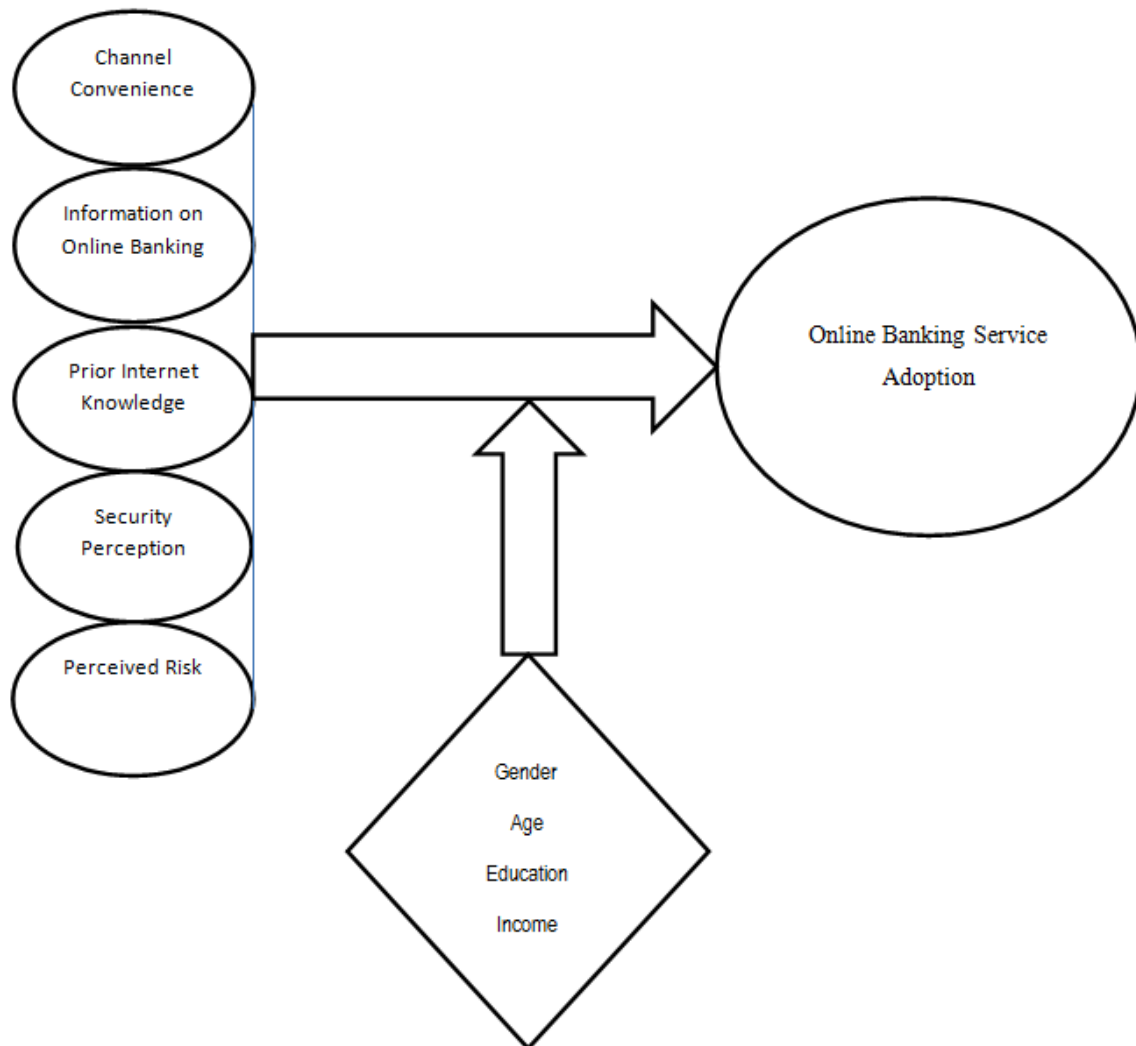 Channel
Convenience
Information on
Online Banking
Prior Internet
Knowledge
Security
Perception
Perceived Risk
Online Banking Service
Adoption
Gender
Age
Education
Income